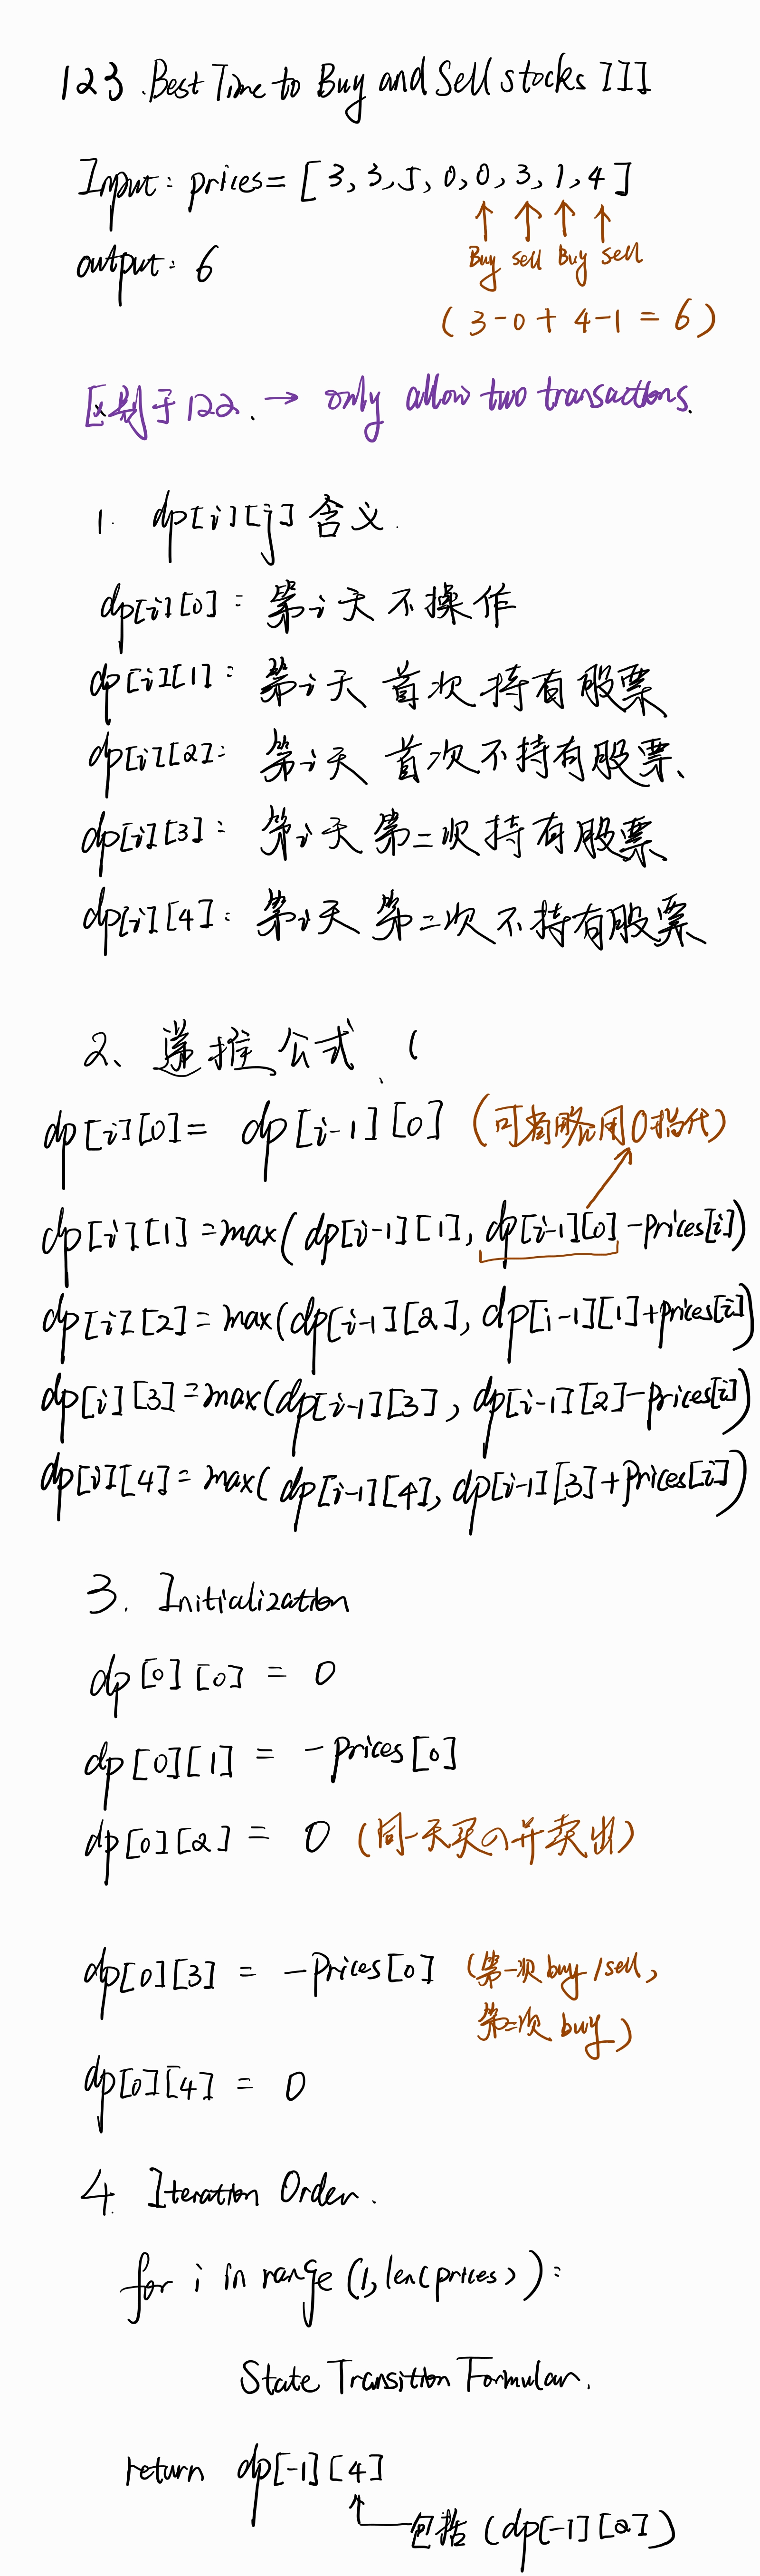 123. Best Time to Buy and Sell stocks III
Input: prices = [3, 3, 5, 0, 0, 3, 1, 4]
Buy sell Buy sell
output: 6
(3-0 + 4-1 = 6)
区别于122. → only allow two transactions.
1. dp[i][j] 含义.
dp[i][0]: 第i天不操作
dp[i][1]: 第i天 首次持有股票
dp[i][2]: 第i天 首次不持有股票、
dp[i][3]: 第i天第二次持有股票
dp[i][4]: 第i天 第二次不持有股票
2、递推公式、(
dp[i][0] = dp[i-1][0] (可省略用0指代)
dp[i][1] = max(dp[i-1][1], dp[i-1][0] - prices[i])
dp[i][2] = max(dp[i-1][2], dp[i-1][1] + prices[i])
dp[i][3] = max(dp[i-1][3], dp[i-1][2] - prices[i])
dp[i][4] = max(dp[i-1][4], dp[i-1][3] + prices[i])
3. Initialization
dp[0][0] = 0
dp[0][1] = -prices[0]
dp[0][2] = 0 (同一天买入并卖出)
dp[0][3] = -prices[0] (第一次buy/sell,
第二次buy)
dp[0][4] = 0
4. Iteration Order.
for i in range(1, len(prices)):
State Transition Formular.
return dp[-1][4]
包括 (dp[-1][2])